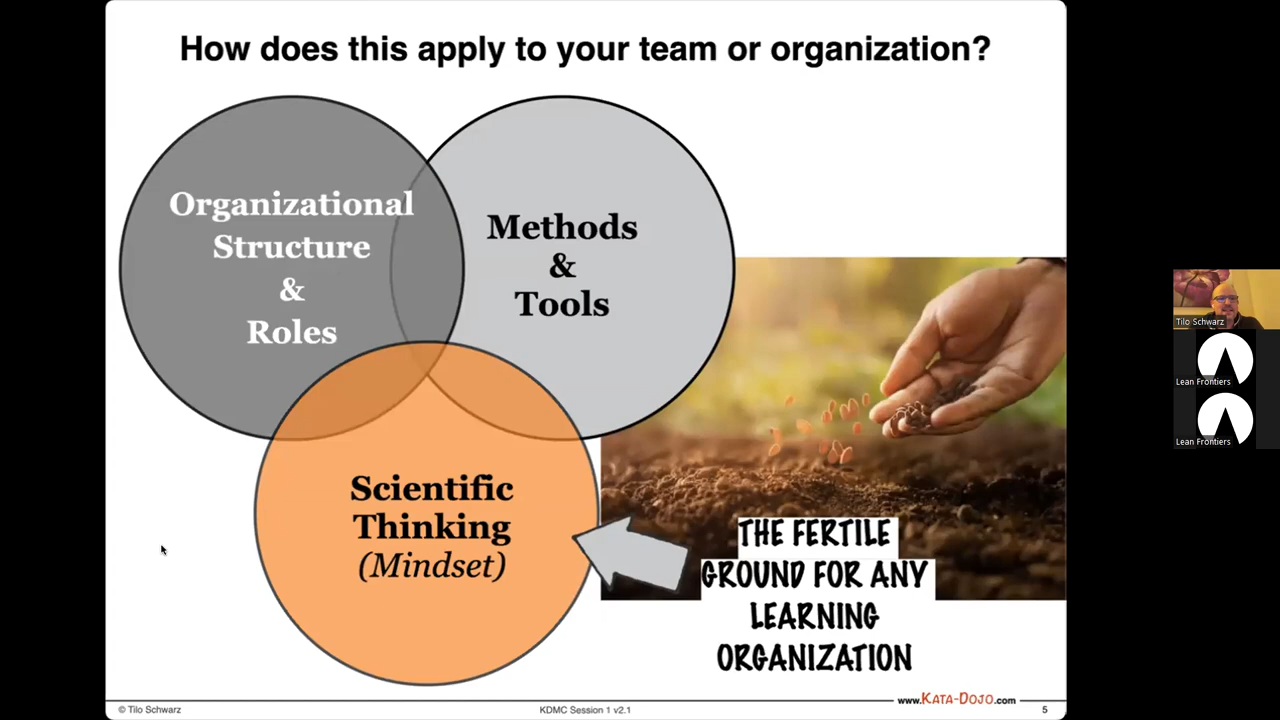 How does this apply to your team or organization?
Organizational
Structure
&
Roles
Methods
&
Tools
Scientific
Thinking
(Mindset)
THE FERTILE
GROUND FOR ANY
LEARNING
ORGANIZATION
© Tilo Schwarz
KDMC Session 1 v2.1
www.KATA-DOJO.com
5
Tilo Schwarz
Lean Frontiers
Lean Frontiers